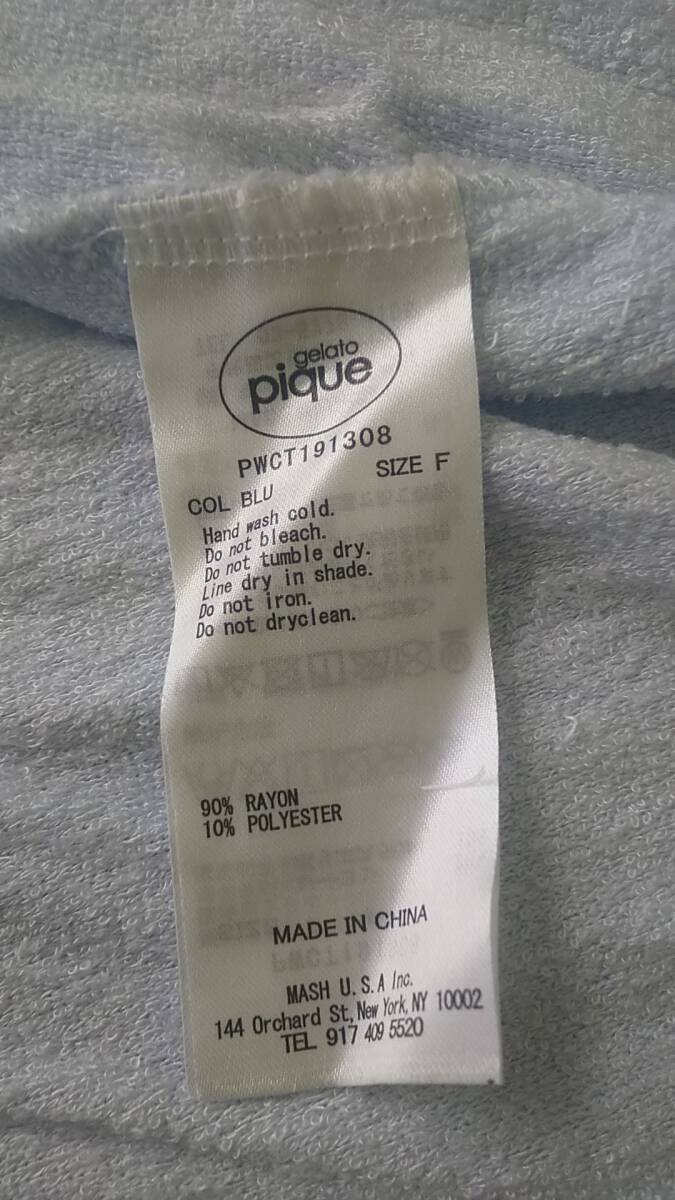 gelato
pique
PWCT191308
COL BLU SIZE F
Hand wash cold.
Do not bleach.
Do not tumble dry.
Line dry in shade.
Do not iron.
Do not dryclean.
90% RAYON
10% POLYESTER
MADE IN CHINA
MASH U.S.A Inc.
144 Orchard St, New York, NY 10002
TEL 917 409 5520